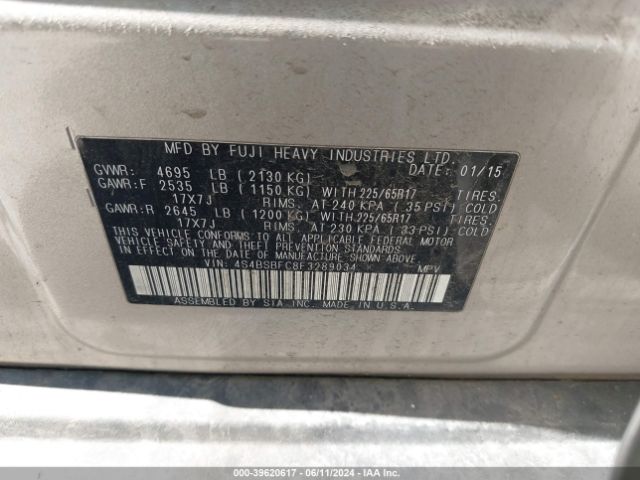 MFD BY FUJI HEAVY INDUSTRIES LTD.
GVWR: 4695 LB ( 2130 KG) DATE: 01/15
GAWR:F 2535 LB ( 1150 KG) WITH 225/65R17 TIRES,
17X7J RIMS, AT 240 KPA ( 35 PSI) COLD
GAWR:R 2645 LB ( 1200 KG) WITH 225/65R17 TIRES,
17X7J RIMS, AT 230 KPA ( 33 PSI) COLD
THIS VEHICLE CONFORMS TO ALL APPLICABLE FEDERAL MOTOR
VEHICLE SAFETY AND THEFT PREVENTION STANDARDS
IN EFFECT ON THE DATE OF MANUFACTURE SHOWN ABOVE.
VIN: 4S4BSBFC8F3289034 MPV
ASSEMBLED BY SIA INC. MADE IN U.S.A.
000-39620617 - 06/11/2024 - IAAI.com